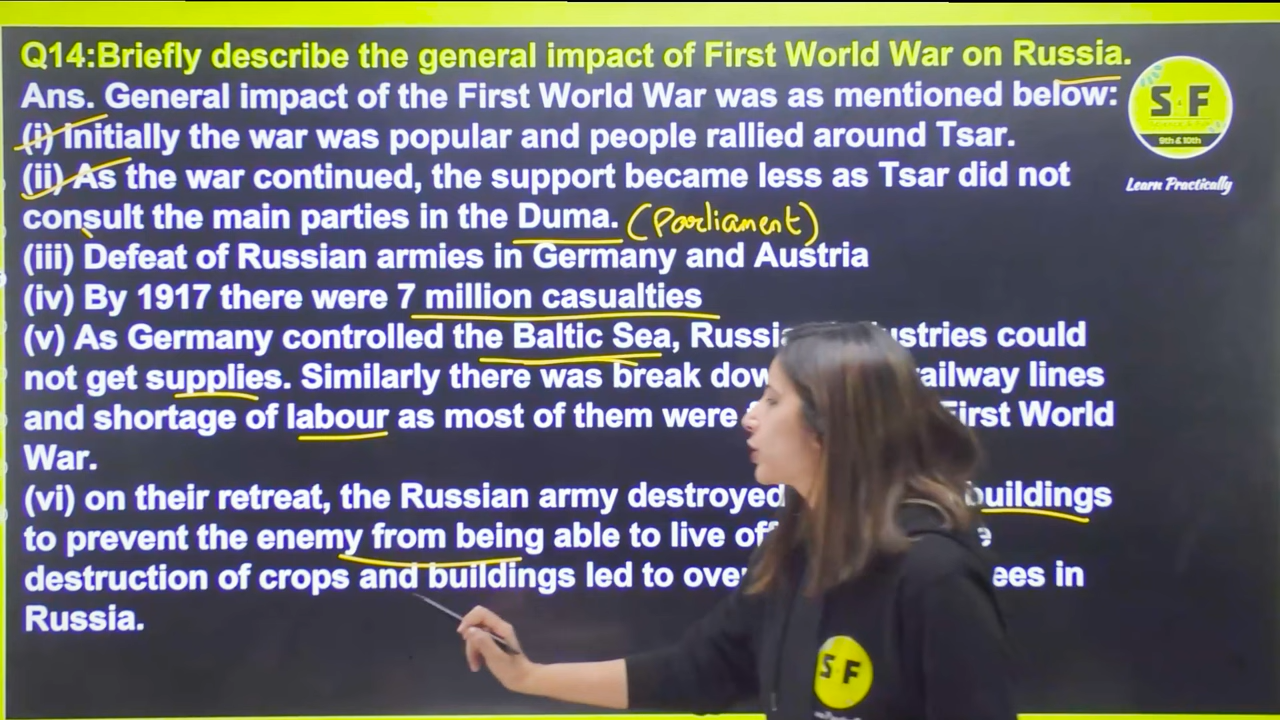 Q14:Briefly describe the general impact of First World War on Russia.
Ans. General impact of the First World War was as mentioned below:
(i) Initially the war was popular and people rallied around Tsar.
(ii) As the war continued, the support became less as Tsar did not
consult the main parties in the Duma. (Parliament)
(iii) Defeat of Russian armies in Germany and Austria
(iv) By 1917 there were 7 million casualties
(v) As Germany controlled the Baltic Sea, could
not get supplies. Similarly there was break lines
and shortage of labour as most of them were First World
War.
(vi) on their retreat, the Russian army destroyed buildings
to prevent the enemy from being able to live
destruction of crops and buildings led to in
Russia.
S F
9th & 10th
Learn Practically
S F